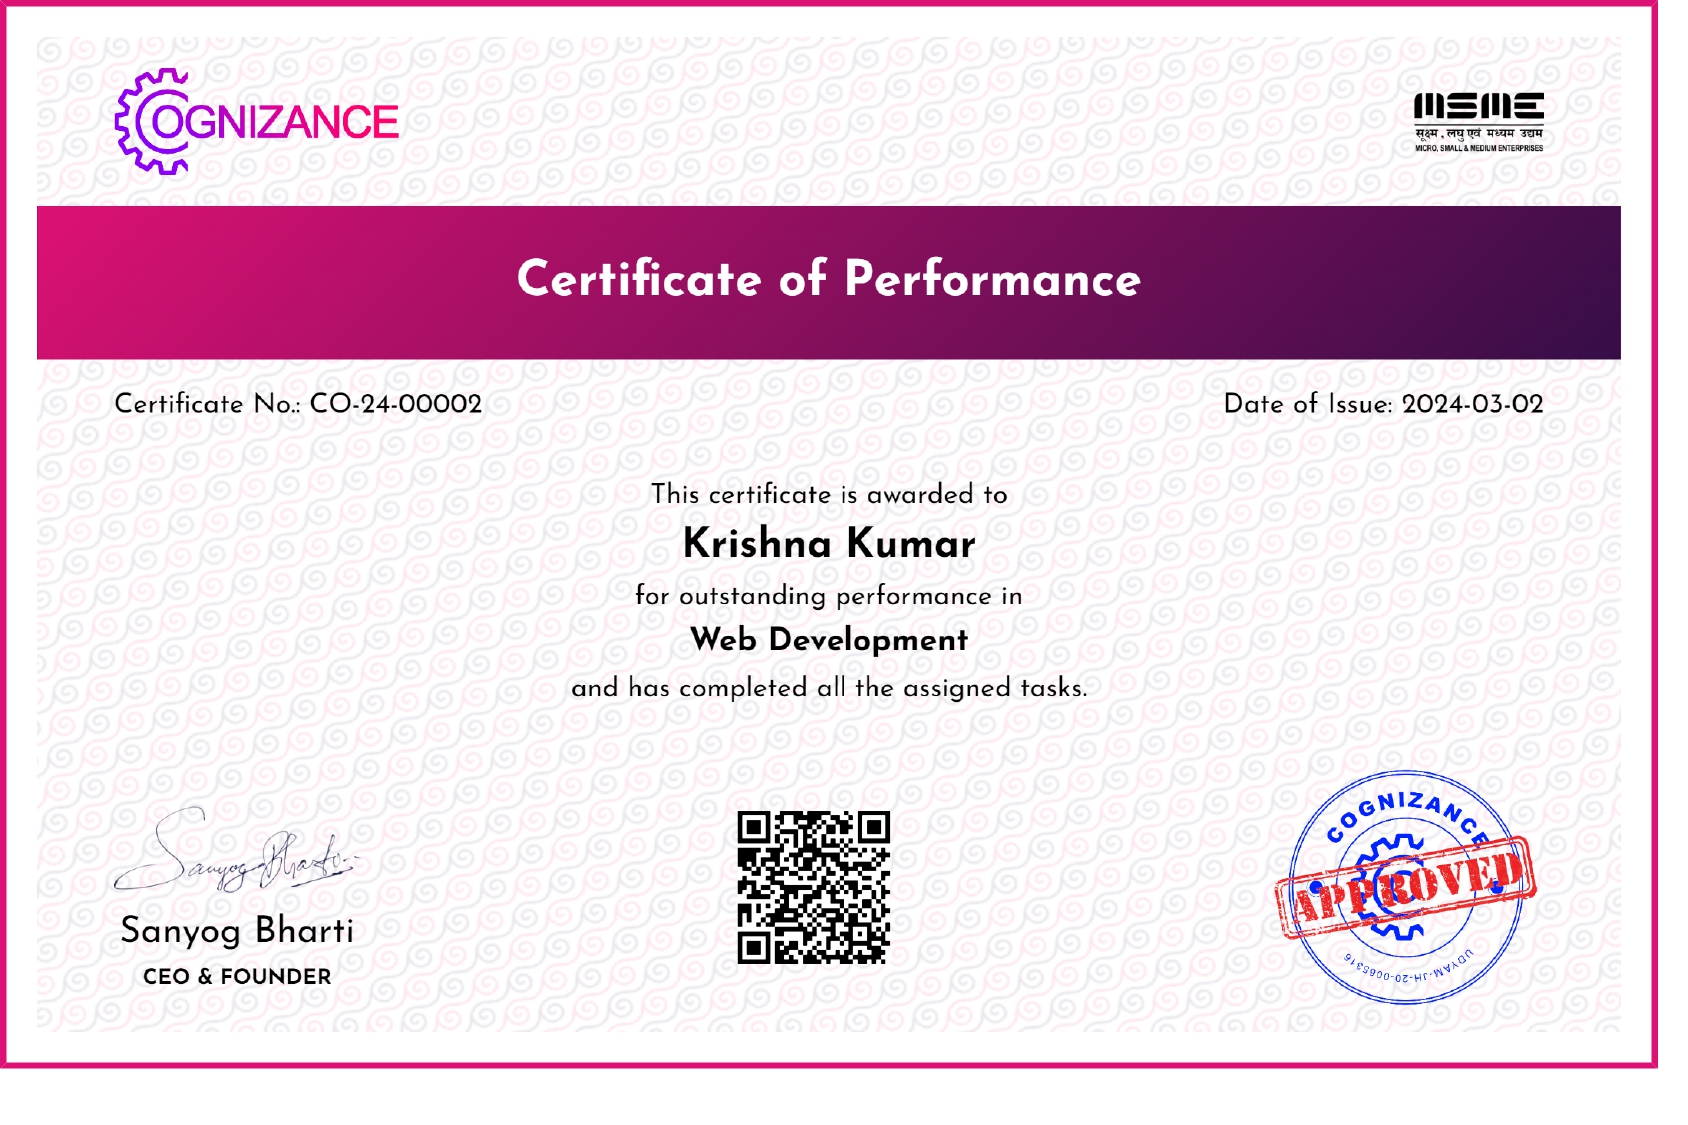 COGNIZANCE
MSME
सूक्ष्म, लघु एवं मध्यम उद्यम
MICRO, SMALL & MEDIUM ENTERPRISES
Certificate of Performance
Certificate No.: CO-24-00002
Date of Issue: 2024-03-02
This certificate is awarded to
Krishna Kumar
for outstanding performance in
Web Development
and has completed all the assigned tasks.
Sanyog Bharti
Sanyog Bharti
CEO & FOUNDER
COGNIZANCE
APPROVED
UDYAM-JH-20-0065316